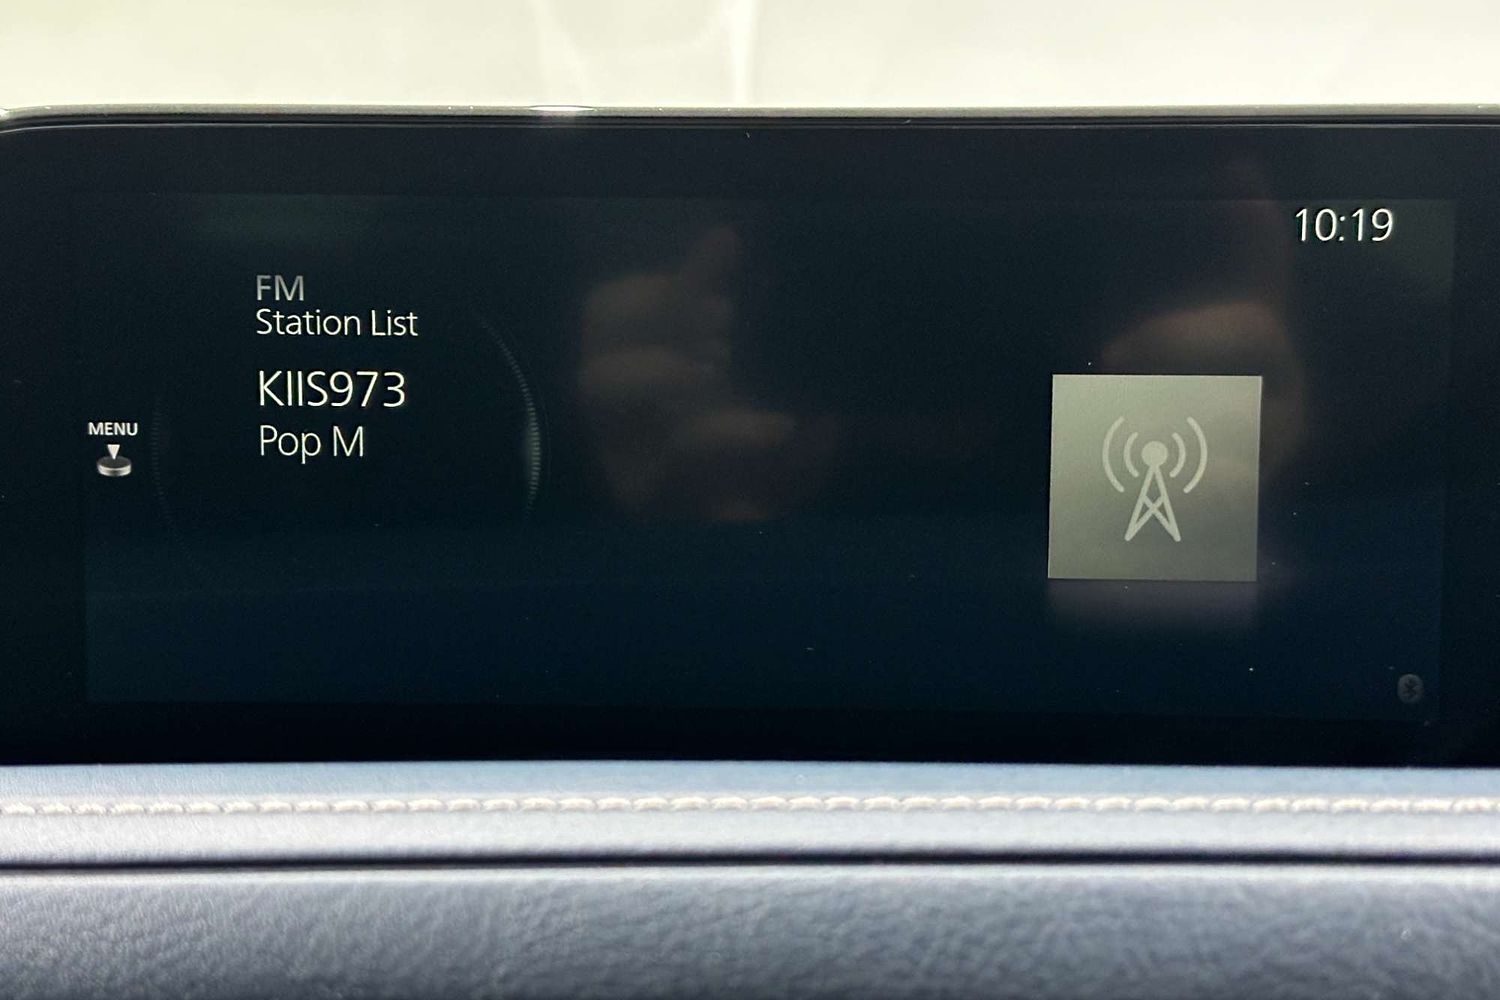 10:19
FM
Station List
KIIS973
Pop M
MENU